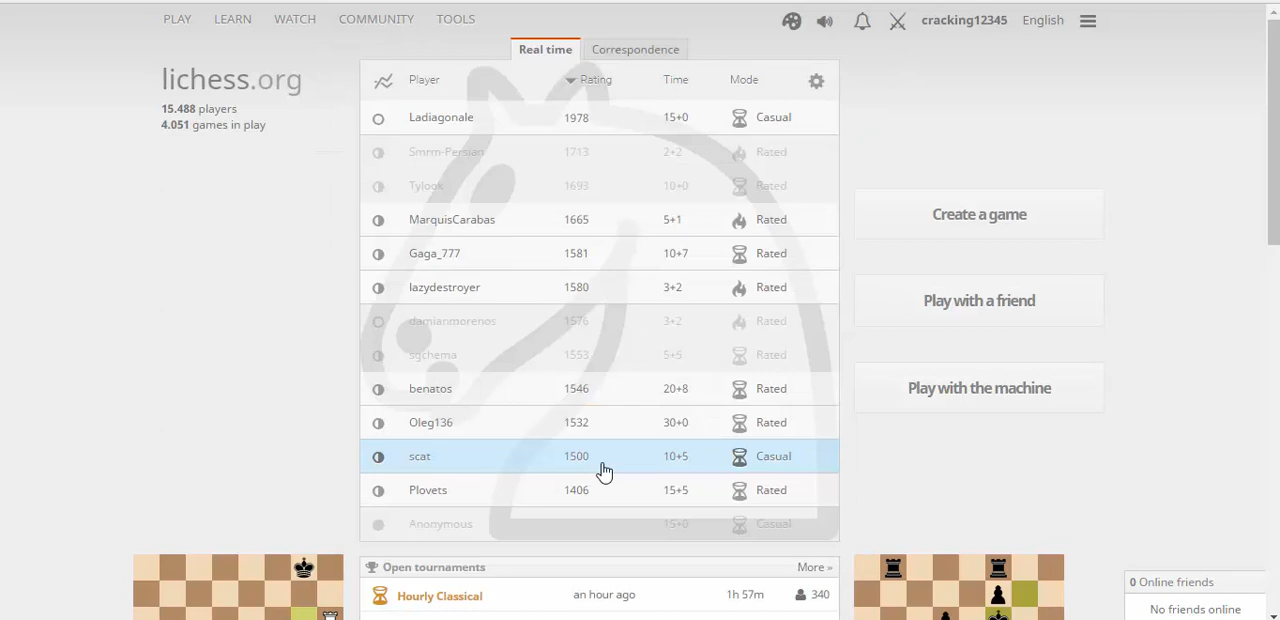 PLAY LEARN WATCH COMMUNITY TOOLS cracking12345 English
Real time Correspondence
lichess.org
15.488 players
4.051 games in play
Player Rating Time Mode
Ladiagonale 1978 15+0 Casual
Smrm-Persian 1713 2+2 Rated
Tylook 1693 10+0 Rated
MarquisCarabas 1665 5+1 Rated
Gaga_777 1581 10+7 Rated
lazydestroyer 1580 3+2 Rated
damianmorenos 1576 3+2 Rated
sgchema 1553 5+5 Rated
benatos 1546 20+8 Rated
Oleg136 1532 30+0 Rated
scat 1500 10+5 Casual
Plovets 1406 15+5 Rated
Anonymous 15+0 Casual
Create a game
Play with a friend
Play with the machine
Open tournaments More »
Hourly Classical an hour ago 1h 57m 340
0 Online friends
No friends online